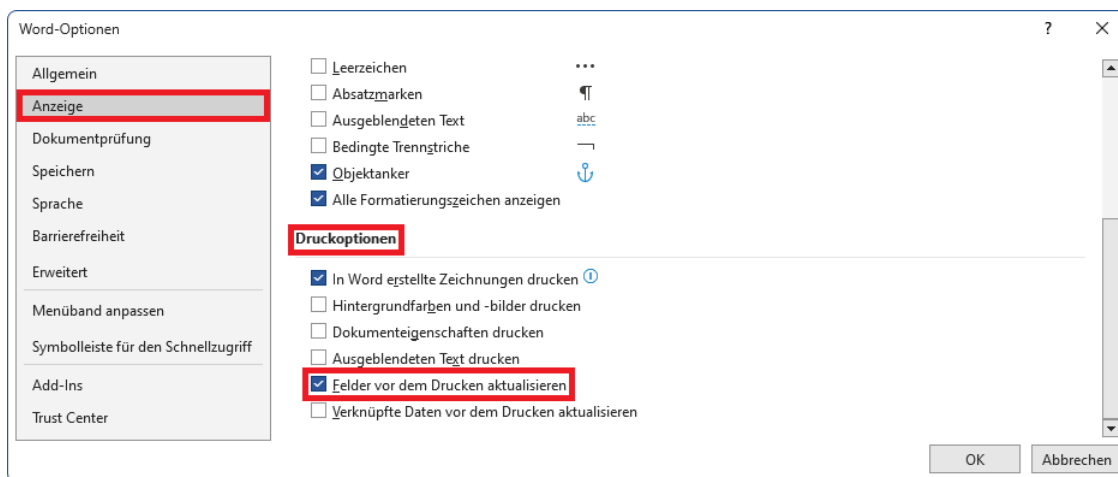 Word-Optionen
?
Allgemein
Anzeige
Dokumentprüfung
Speichern
Sprache
Barrierefreiheit
Erweitert
Menüband anpassen
Symbolleiste für den Schnellzugriff
Add-Ins
Trust Center
Leerzeichen
Absatzmarken ¶
Ausgeblendeten Text abc
Bedingte Trennstriche
Objektanker
Alle Formatierungszeichen anzeigen
Druckoptionen
In Word erstellte Zeichnungen drucken
Hintergrundfarben und -bilder drucken
Dokumenteigenschaften drucken
Ausgeblendeten Text drucken
Felder vor dem Drucken aktualisieren
Verknüpfte Daten vor dem Drucken aktualisieren
OK
Abbrechen